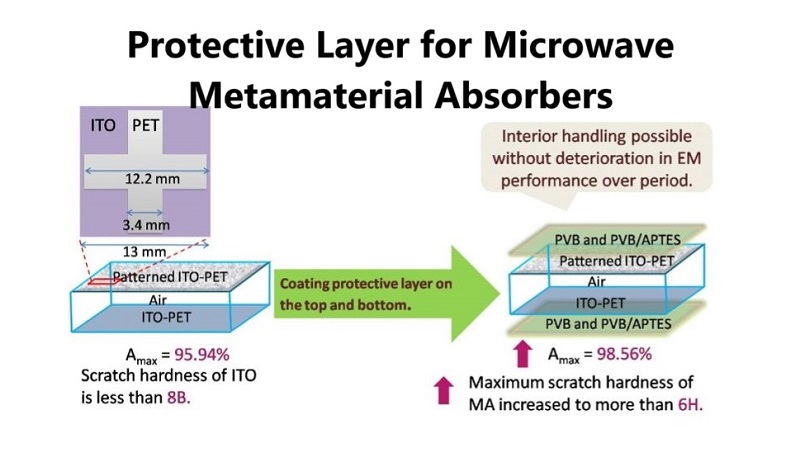 Protective Layer for Microwave
Metamaterial Absorbers
ITO PET
12.2 mm
3.4 mm
13 mm
Patterned ITO-PET
Air
ITO-PET
A max = 95.94%
Scratch hardness of ITO
is less than 8B.
Coating protective layer on
the top and bottom.
Interior handling possible
without deterioration in EM
performance over period.
PVB and PVB/APTES
Patterned ITO-PET
Air
ITO-PET
PVB and PVB/APTES
A max = 98.56%
Maximum scratch hardness of
MA increased to more than 6H.